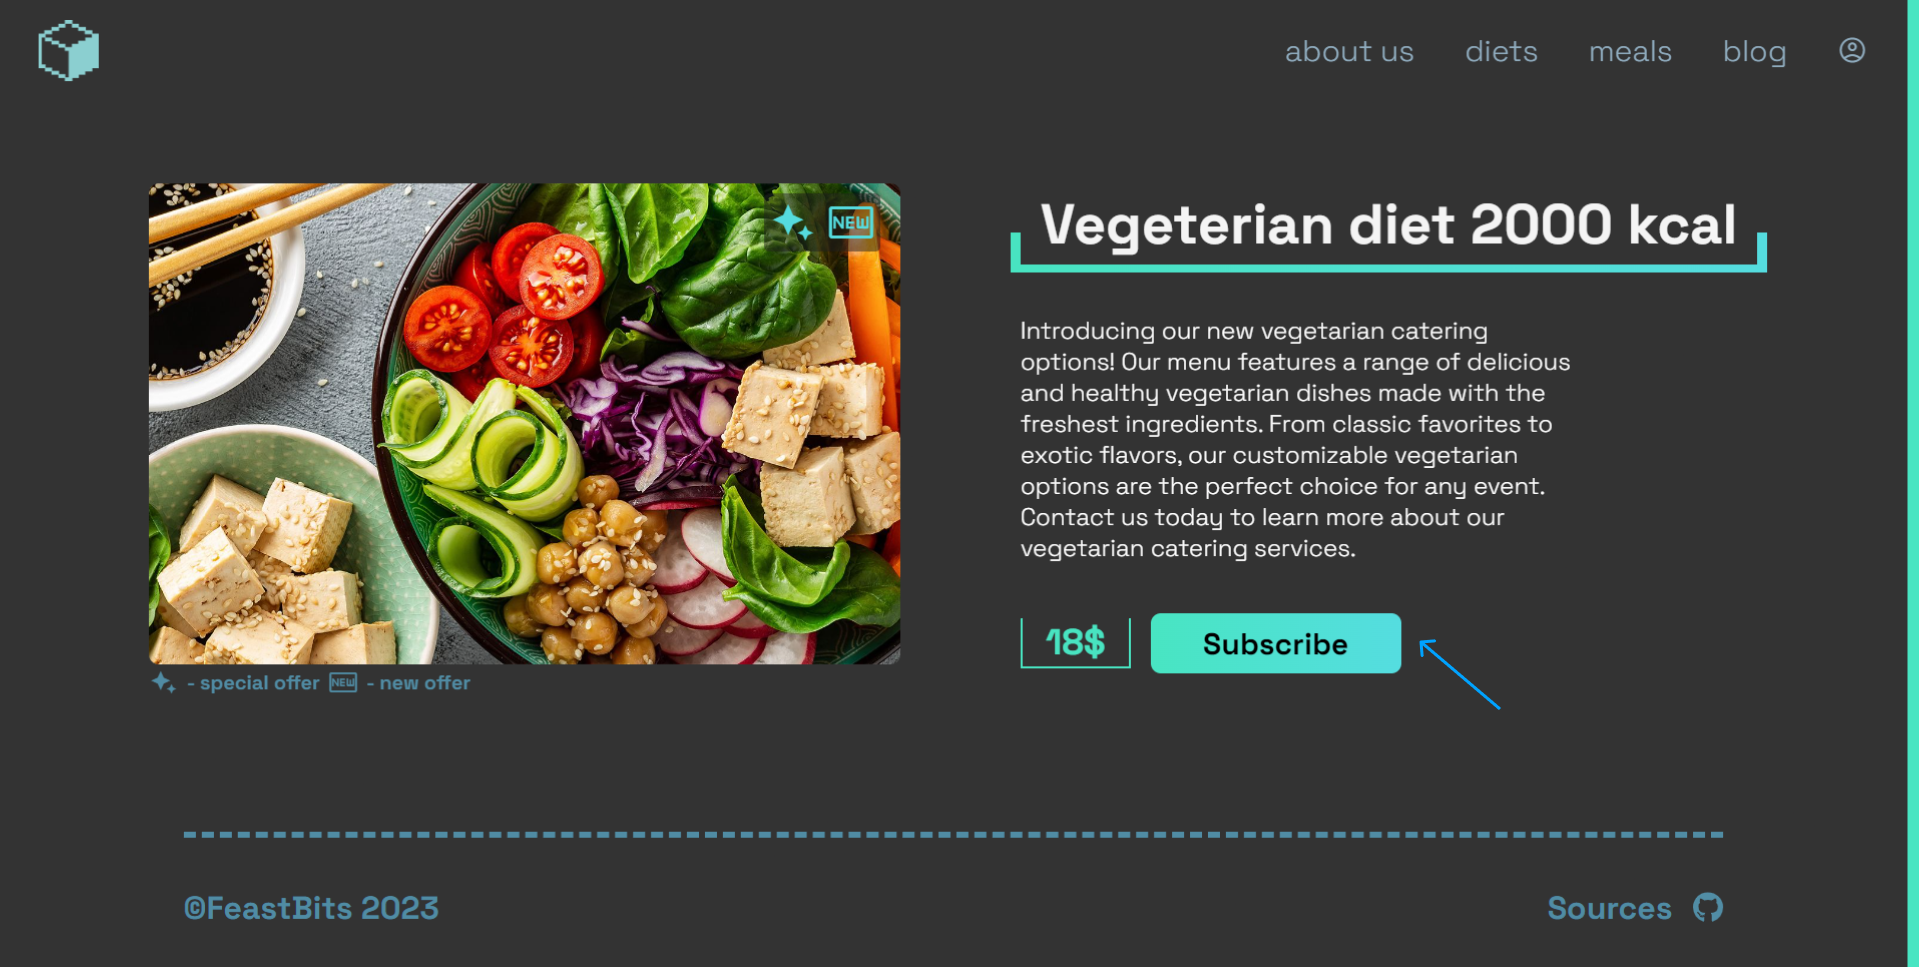 about us diets meals blog
NEW
Vegeterian diet 2000 kcal
Introducing our new vegetarian catering
options! Our menu features a range of delicious
and healthy vegetarian dishes made with the
freshest ingredients. From classic favorites to
exotic flavors, our customizable vegetarian
options are the perfect choice for any event.
Contact us today to learn more about our
vegetarian catering services.
18$ Subscribe
- special offer NEW - new offer
©FeastBits 2023
Sources